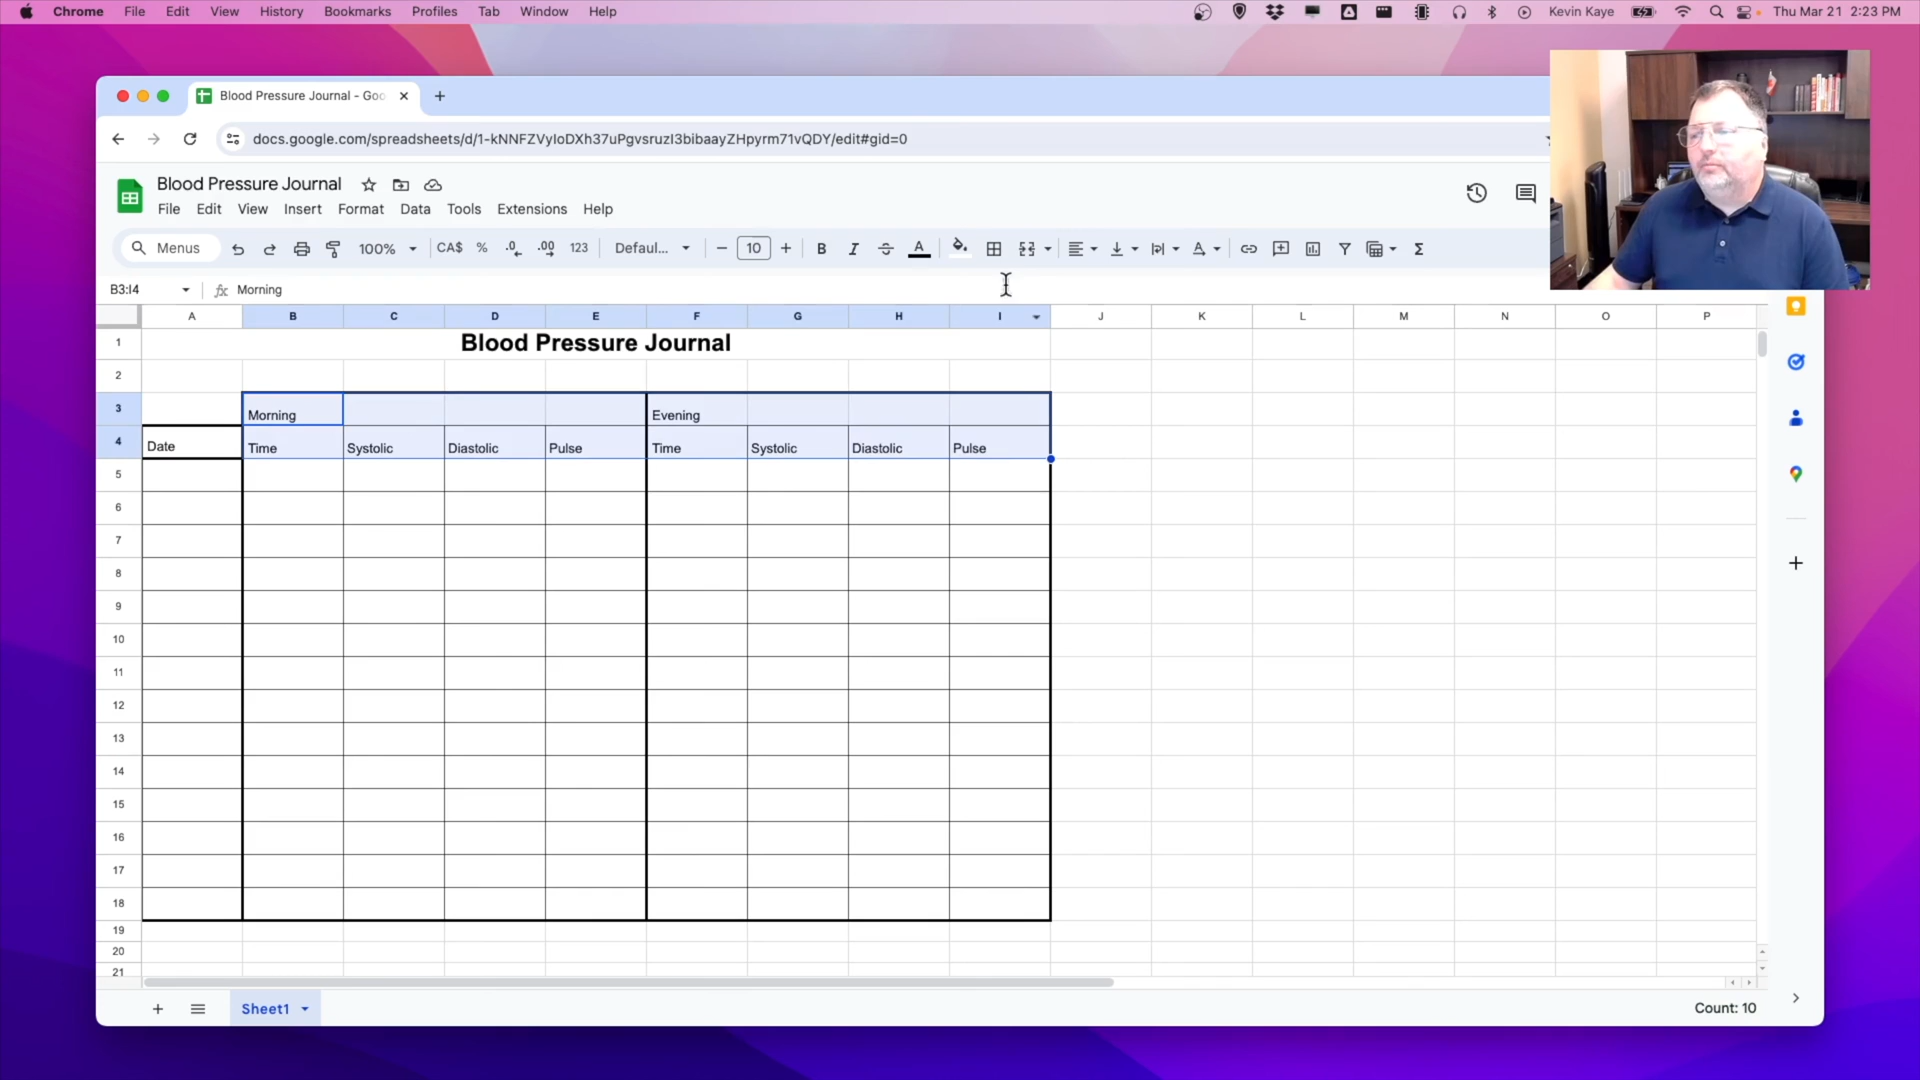 Chrome File Edit View History Bookmarks Profiles Tab Window Help Kevin Kaye Thu Mar 21 2:23 PM
Blood Pressure Journal - Goo
docs.google.com/spreadsheets/d/1-kNNFZVyIoDXh37uPgvsruzI3bibaayZHpyrm71vQDY/edit#gid=0
Blood Pressure Journal
File Edit View Insert Format Data Tools Extensions Help
Menus 100% CA$ % .0 .00 123 Defaul... 10 B I A Σ
B3:I4 fx Morning
A B C D E F G H I J K L M N O P
1 Blood Pressure Journal
2
3 Morning Evening
4 Date Time Systolic Diastolic Pulse Time Systolic Diastolic Pulse
5
6
7
8
9
10
11
12
13
14
15
16
17
18
19
20
21
Sheet1 Count: 10